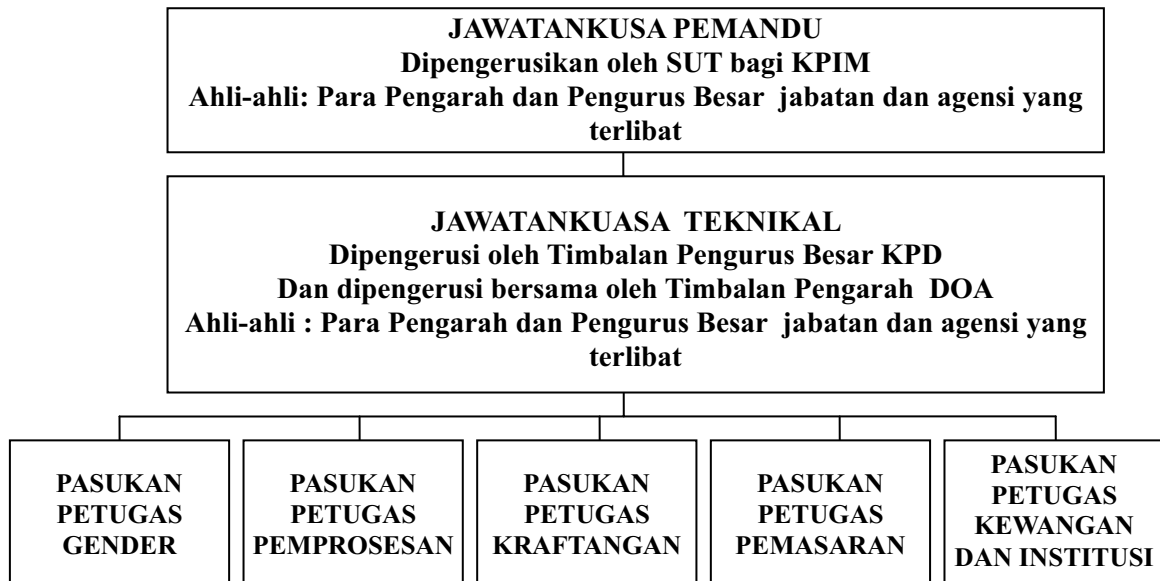 JAWATANKUSA PEMANDU
Dipengerusikan oleh SUT bagi KPIM
Ahli-ahli: Para Pengarah dan Pengurus Besar jabatan dan agensi yang
terlibat
JAWATANKUASA TEKNIKAL
Dipengerusi oleh Timbalan Pengurus Besar KPD
Dan dipengerusi bersama oleh Timbalan Pengarah DOA
Ahli-ahli : Para Pengarah dan Pengurus Besar jabatan dan agensi yang
terlibat
PASUKAN
PETUGAS
GENDER
PASUKAN
PETUGAS
PEMPROSESAN
PASUKAN
PETUGAS
KRAFTANGAN
PASUKAN
PETUGAS
PEMASARAN
PASUKAN
PETUGAS
KEWANGAN
DAN INSTITUSI